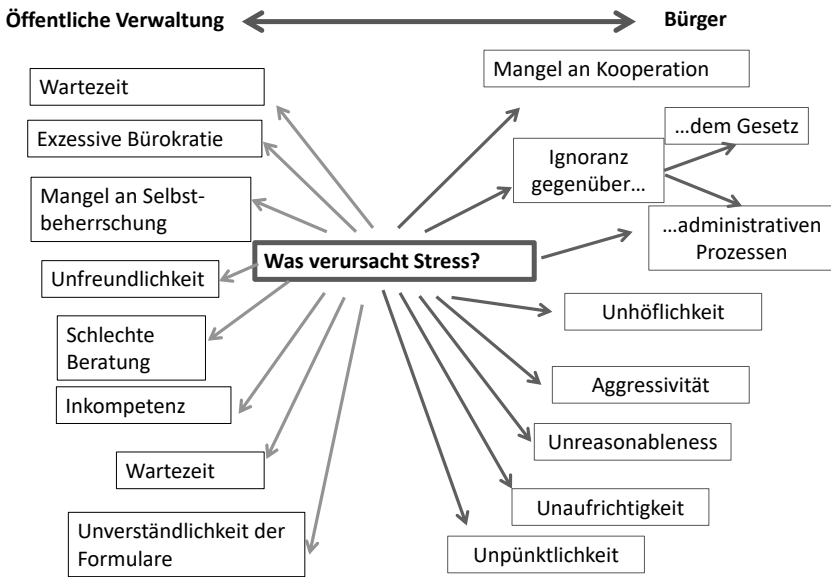 Öffentliche Verwaltung
Bürger
Wartezeit
Exzessive Bürokratie
Mangel an Selbst-
beherrschung
Unfreundlichkeit
Schlechte
Beratung
Inkompetenz
Wartezeit
Unverständlichkeit der
Formulare
Was verursacht Stress?
Mangel an Kooperation
Ignoranz
gegenüber...
...dem Gesetz
...administrativen
Prozessen
Unhöflichkeit
Aggressivität
Unreasonableness
Unaufrichtigkeit
Unpünktlichkeit